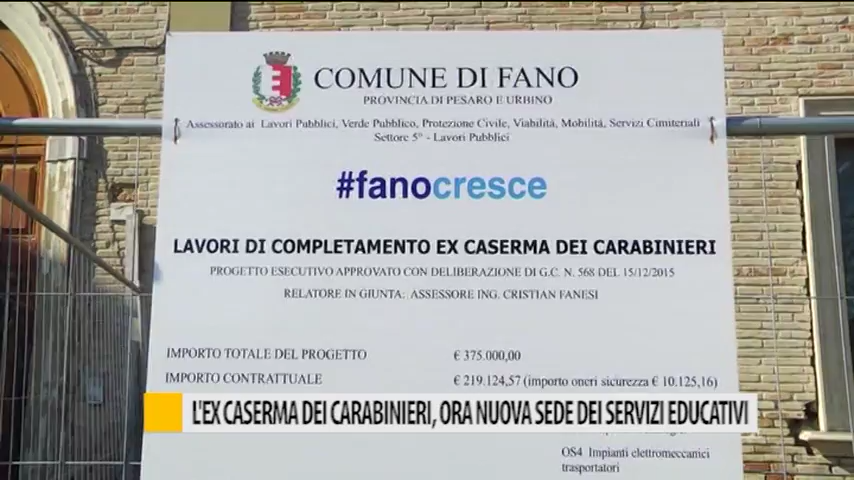 COMUNE DI FANO
PROVINCIA DI PESARO E URBINO
Assessorato ai Lavori Pubblici, Verde Pubblico, Protezione Civile, Viabilità, Mobilità, Servizi Cimiteriali
Settore 5° - Lavori Pubblici
#fanocresce
LAVORI DI COMPLETAMENTO EX CASERMA DEI CARABINIERI
PROGETTO ESECUTIVO APPROVATO CON DELIBERAZIONE DI G.C. N. 568 DEL 15/12/2015
RELATORE IN GIUNTA: ASSESSORE ING. CRISTIAN FANESI
IMPORTO TOTALE DEL PROGETTO € 375.000,00
IMPORTO CONTRATTUALE € 219.124,57 (importo oneri sicurezza € 10.125,16)
L'EX CASERMA DEI CARABINIERI, ORA NUOVA SEDE DEI SERVIZI EDUCATIVI
OS4 Impianti elettromeccanici
trasportatori